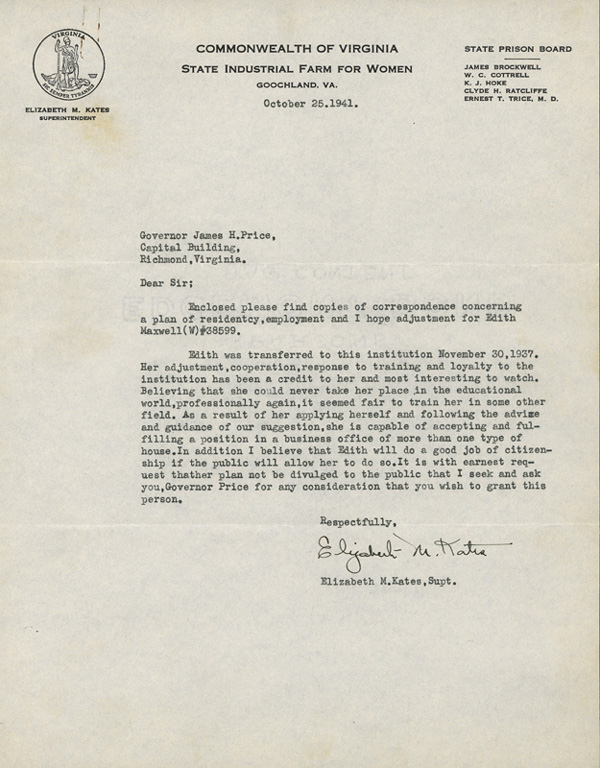 VIRGINIA
SIC SEMPER TYRANNIS
ELIZABETH M. KATES
SUPERINTENDENT
COMMONWEALTH OF VIRGINIA
STATE INDUSTRIAL FARM FOR WOMEN
GOOCHLAND, VA.
October 25.1941.
STATE PRISON BOARD
JAMES BROCKWELL
W. C. COTTRELL
K. J. HOKE
CLYDE H. RATCLIFFE
ERNEST T. TRICE, M. D.
Governor James H.Price,
Capital Building,
Richmond,Virginia.
Dear Sir;
Enclosed please find copies of correspondence concerning
a plan of residentcy,employment and I hope adjustment for Edith
Maxwell(W)#38599.
Edith was transferred to this institution November 30,1937.
Her adjustment,cooperation,response to training and loyalty to the
institution has been a credit to her and most interesting to watch.
Believing that she could never take her place in the educational
world,professionally again,it seemed fair to train her in some other
field. As a result of her applying herself and following the advise
and guidance of our suggestion,she is capable of accepting and ful-
filling a position in a business office of more than one type of
house.In addition I believe that Edith will do a good job of citizen-
ship if the public will allow her to do so.It is with earnest req-
uest thather plan not be divulged to the public that I seek and ask
you,Governor Price for any consideration that you wish to grant this
person.
Respectfully,
Elizabeth M. Kates
Elizabeth M.Kates,Supt.